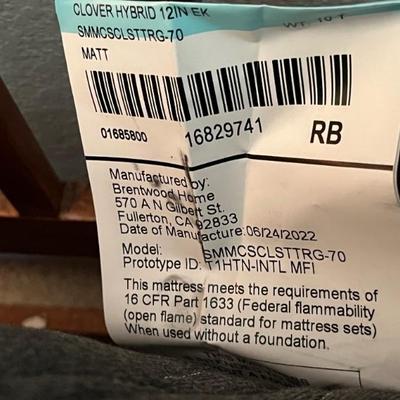 CLOVER HYBRID 12IN EK
SMMCSCLSTTRG-70
MATT
01685800
16829741
RB
Manufactured by:
Brentwood Home
570 A N Gilbert St.
Fullerton, CA 92833
Date of Manufacture:06/24/2022
Model: SMMCSCLSTTRG-70
Prototype ID: T1HTN-INTL MFI
This mattress meets the requirements of
16 CFR Part 1633 (Federal flammability
(open flame) standard for mattress sets)
When used without a foundation.